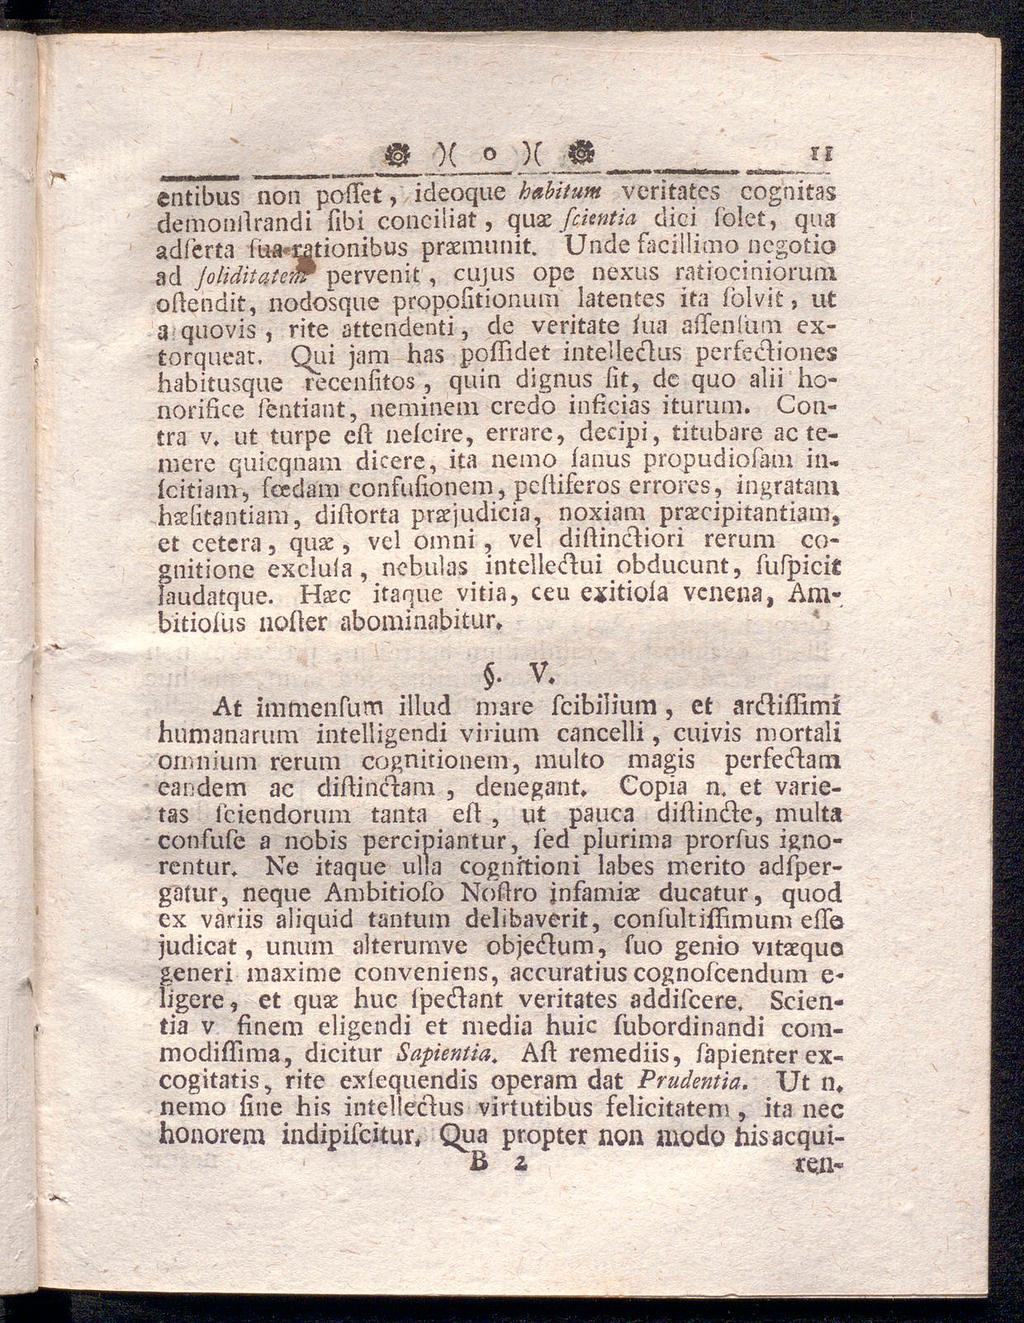 )( o )( 11
entibus non poſſet, ideoque habitum veritates cognitas
demonſtrandi ſibi conciliat, quæ ſcientia dici ſolet, qua
adſerta ſua rationibus præmunit. Unde facillimo negotio
ad ſoliditatem pervenit, cujus ope nexus ratiociniorum
oſtendit, nodosque propoſitionum latentes ita ſolvit, ut
a quovis, rite attendenti, de veritate ſua aſſenſum ex-
torqueat. Qui jam has poſſidet intellectus perfectiones
habitusque recenſitos, quin dignus ſit, de quo alii ho-
norifice ſentiant, neminem credo inficias iturum. Con-
tra v. ut turpe eſt neſcire, errare, decipi, titubare ac te-
mere quicqnam dicere, ita nemo ſanus propudioſam in-
ſcitiam, fœdam confuſionem, peſtiferos errores, ingratam
hæſitantiam, diſtorta præjudicia, noxiam præcipitantiam,
et cetera, quæ, vel omni, vel diſtinctiori rerum co-
gnitione excluſa, nebulas intellectui obducunt, ſuſpicit
laudatque. Hæc itaque vitia, ceu exitioſa venena, Am-
bitioſus noſter abominabitur.
§. V.
At immenſum illud mare ſcibilium, et arctiſſimi
humanarum intelligendi virium cancelli, cuivis mortali
omnium rerum cognitionem, multo magis perfectam
eandem ac diſtinctam, denegant. Copia n. et varie-
tas ſciendorum tanta eſt, ut pauca diſtincte, multa
confuſe a nobis percipiantur, ſed plurima prorſus igno-
rentur. Ne itaque ulla cognitioni labes merito adſper-
gatur, neque Ambitioſo Noſtro infamiæ ducatur, quod
ex variis aliquid tantum delibaverit, conſultiſſimum eſſe
judicat, unum alterumve objectum, ſuo genio vitæque
generi maxime conveniens, accuratius cognoſcendum e-
ligere, et quæ huc ſpectant veritates addiſcere. Scien-
tia v finem eligendi et media huic ſubordinandi com-
modiſſima, dicitur Sapientia. Aſt remediis, ſapienter ex-
cogitatis, rite exſequendis operam dat Prudentia. Ut n.
nemo ſine his intellectus virtutibus felicitatem, ita nec
honorem indipiſcitur. Qua propter non modo his acqui-
B 2 ren-